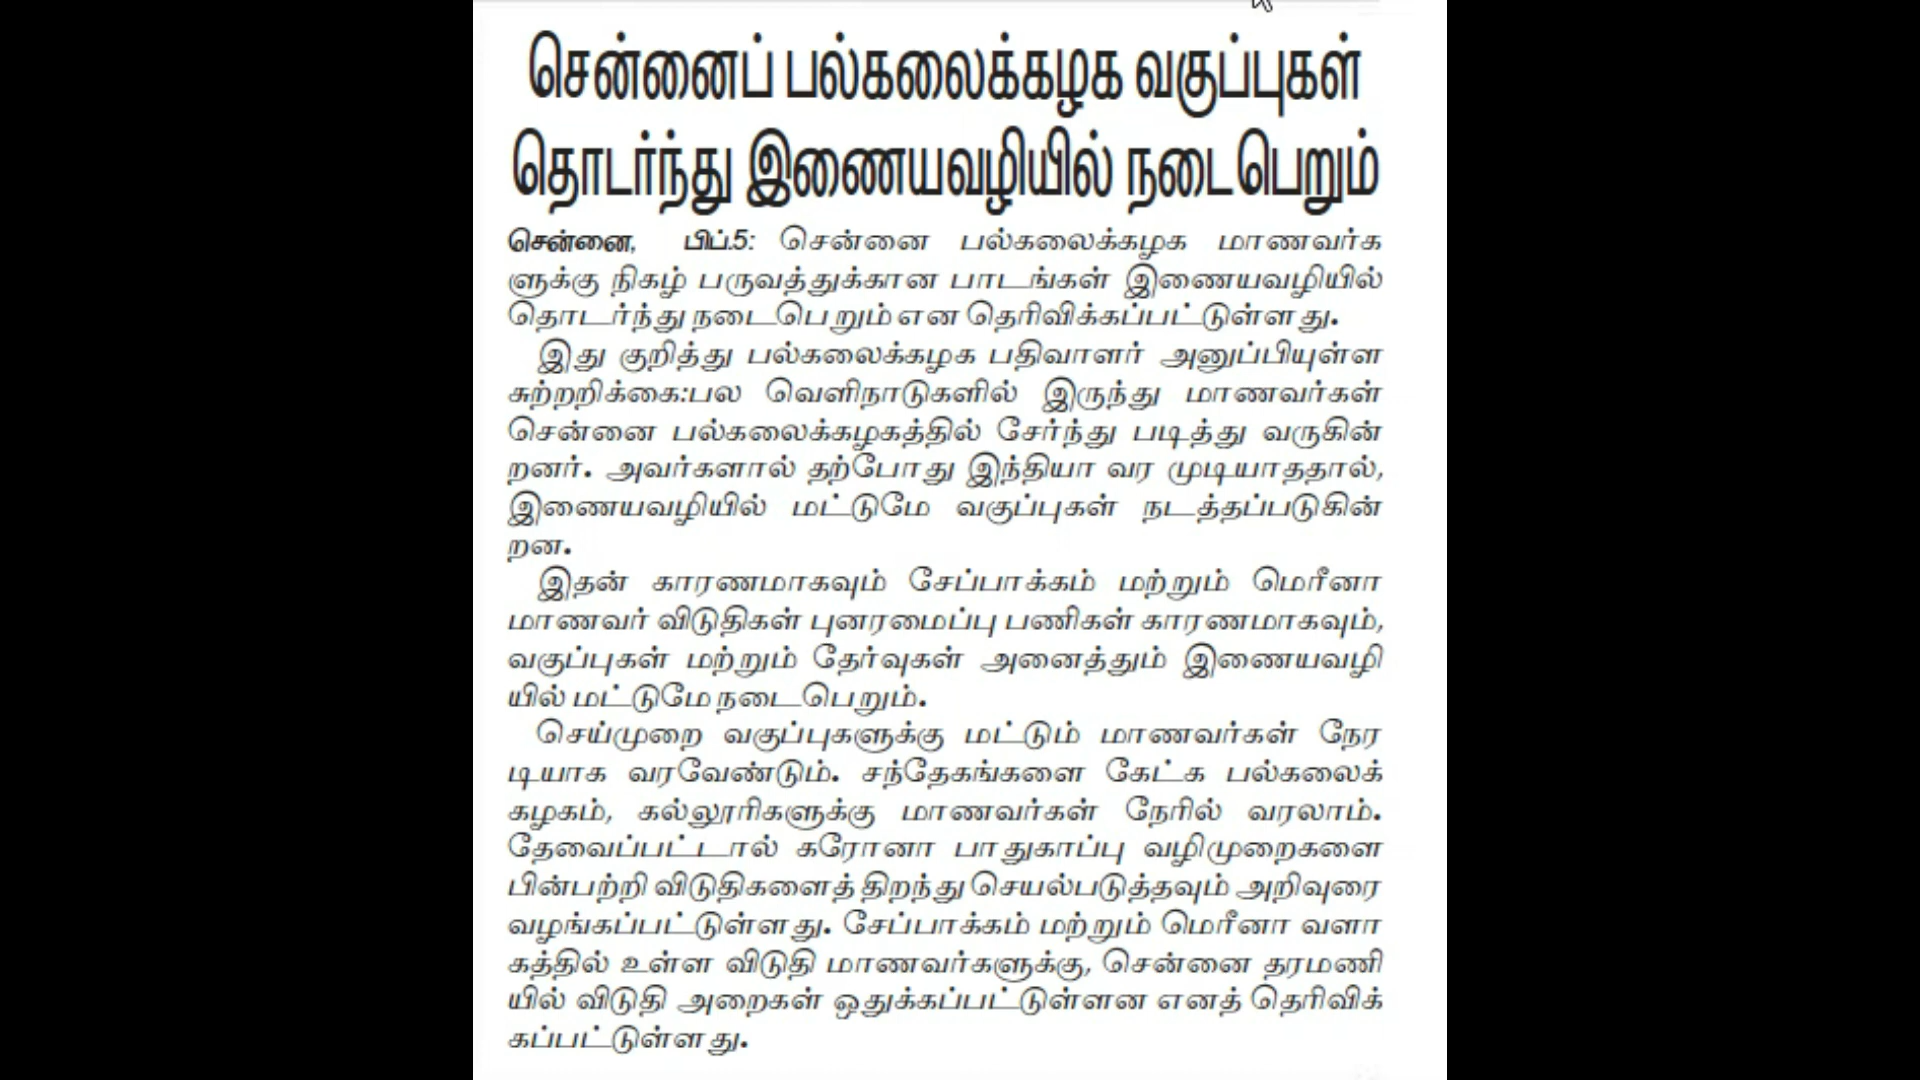 சென்னைப் பல்கலைக்கழக வகுப்புகள்
தொடர்ந்து இணையவழியில் நடைபெறும்
சென்னை, பிப்.5: சென்னை பல்கலைக்கழக மாணவர்க
ளுக்கு நிகழ் பருவத்துக்கான பாடங்கள் இணையவழியில்
தொடர்ந்து நடைபெறும் என தெரிவிக்கப்பட்டுள்ளது.
இது குறித்து பல்கலைக்கழக பதிவாளர் அனுப்பியுள்ள
சுற்றறிக்கை:பல வெளிநாடுகளில் இருந்து மாணவர்கள்
சென்னை பல்கலைக்கழகத்தில் சேர்ந்து படித்து வருகின்
றனர். அவர்களால் தற்போது இந்தியா வர முடியாததால்,
இணையவழியில் மட்டுமே வகுப்புகள் நடத்தப்படுகின்
றன.
இதன் காரணமாகவும் சேப்பாக்கம் மற்றும் மெரீனா
மாணவர் விடுதிகள் புனரமைப்பு பணிகள் காரணமாகவும்,
வகுப்புகள் மற்றும் தேர்வுகள் அனைத்தும் இணையவழி
யில் மட்டுமே நடைபெறும்.
செய்முறை வகுப்புகளுக்கு மட்டும் மாணவர்கள் நேர
டியாக வரவேண்டும். சந்தேகங்களை கேட்க பல்கலைக்
கழகம், கல்லூரிகளுக்கு மாணவர்கள் நேரில் வரலாம்.
தேவைப்பட்டால் கரோனா பாதுகாப்பு வழிமுறைகளை
பின்பற்றி விடுதிகளைத் திறந்து செயல்படுத்தவும் அறிவுரை
வழங்கப்பட்டுள்ளது. சேப்பாக்கம் மற்றும் மெரீனா வளா
கத்தில் உள்ள விடுதி மாணவர்களுக்கு, சென்னை தரமணி
யில் விடுதி அறைகள் ஒதுக்கப்பட்டுள்ளன எனத் தெரிவிக்
கப்பட்டுள்ளது.